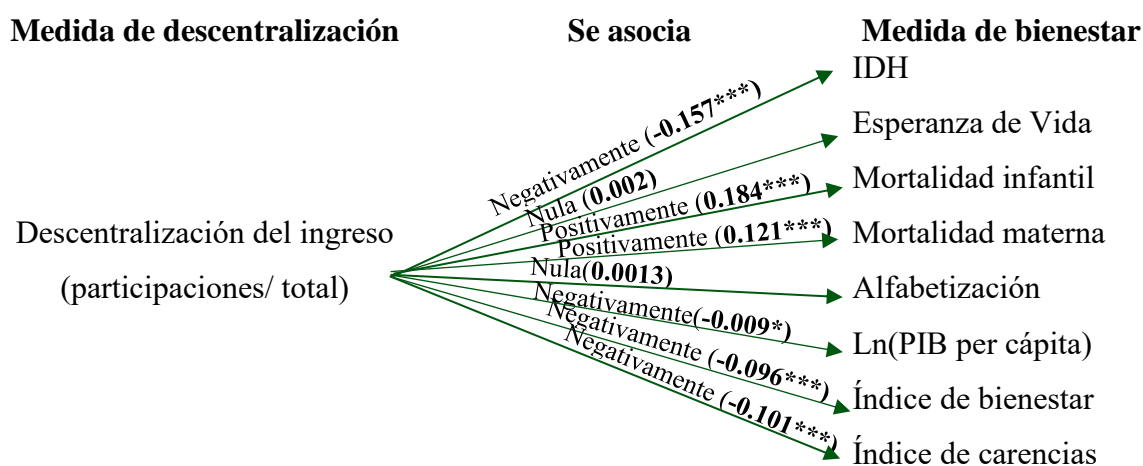 Medida de descentralización Se asocia Medida de bienestar
IDH
Negativamente (-0.157***)
Esperanza de Vida
Nula (0.002)
Mortalidad infantil
Positivamente (0.184***)
Descentralización del ingreso
(participaciones/ total)
Mortalidad materna
Positivamente (0.121***)
Alfabetización
Nula(0.0013)
Ln(PIB per cápita)
Negativamente(-0.009*)
Índice de bienestar
Negativamente (-0.096***)
Índice de carencias
Negativamente (-0.101***)